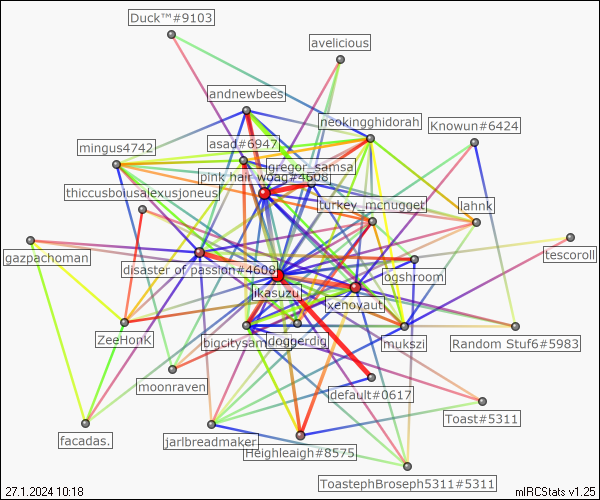 Duck™#9103
avelicious
andnewbees
neokingghidorah
Knowun#6424
asad#6947
mingus4742
gregor_samsa
pink hair woag#4608
thiccusbousalexusjoneus
turkey_mcnugget
lahnk
gazpachoman
tescoroll
disaster of passion#4608
ogshroom
ikasuzu
xenoyaut
ZeeHonK
bigcitysam
doggerdig
mukszi
Random Stuf6#5983
moonraven
default#0617
Toast#5311
facadas.
jarlbreadmaker
Heighleigh#8575
ToastephBroseph5311#5311
27.1.2024 10:18
mIRCStats v1.25